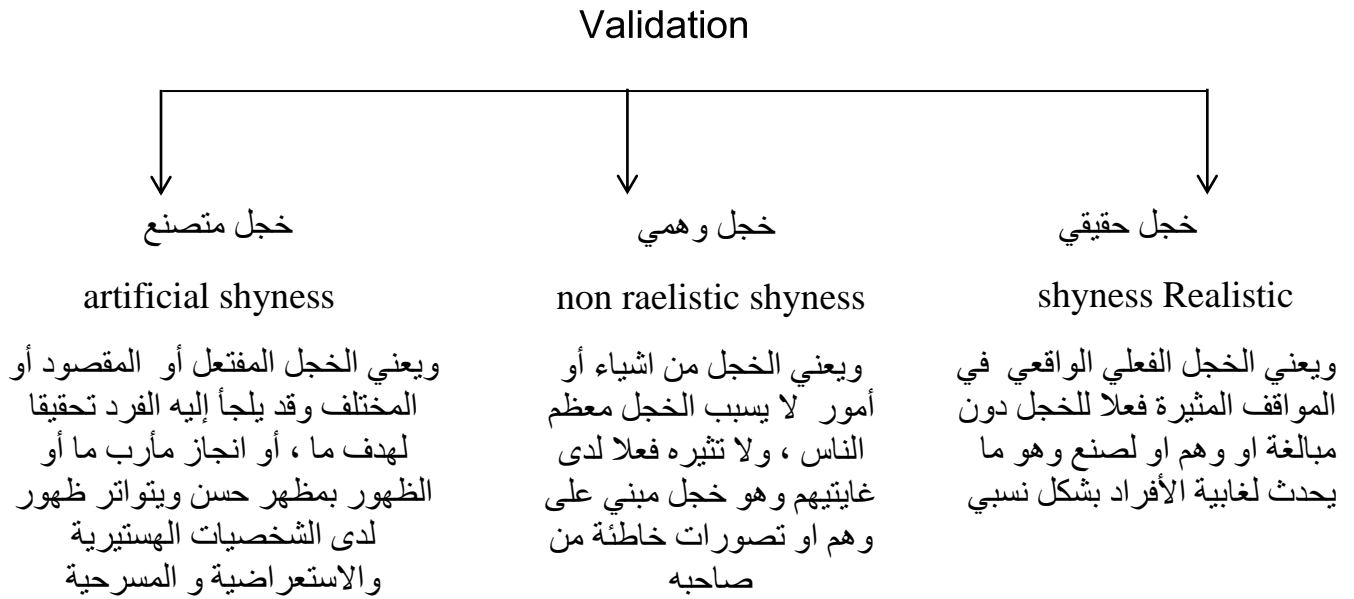 Validation
خجل حقيقي
shyness Realistic
ويعني الخجل الفعلي الواقعي في
المواقف المثيرة فعلا للخجل دون
مبالغة او وهم او لصنع وهو ما
يحدث لغابية الأفراد بشكل نسبي
خجل وهمي
non raelistic shyness
ويعني الخجل من اشياء أو
أمور لا يسبب الخجل معظم
الناس ، ولا تثيره فعلا لدى
غايتيهم وهو خجل مبني على
وهم او تصورات خاطئة من
صاحبه
خجل متصنع
artificial shyness
ويعني الخجل المفتعل أو المقصود أو
المختلف وقد يلجأ إليه الفرد تحقيقا
لهدف ما ، أو انجاز مأرب ما أو
الظهور بمظهر حسن ويتواتر ظهور
لدى الشخصيات الهستيرية
والاستعراضية و المسرحية